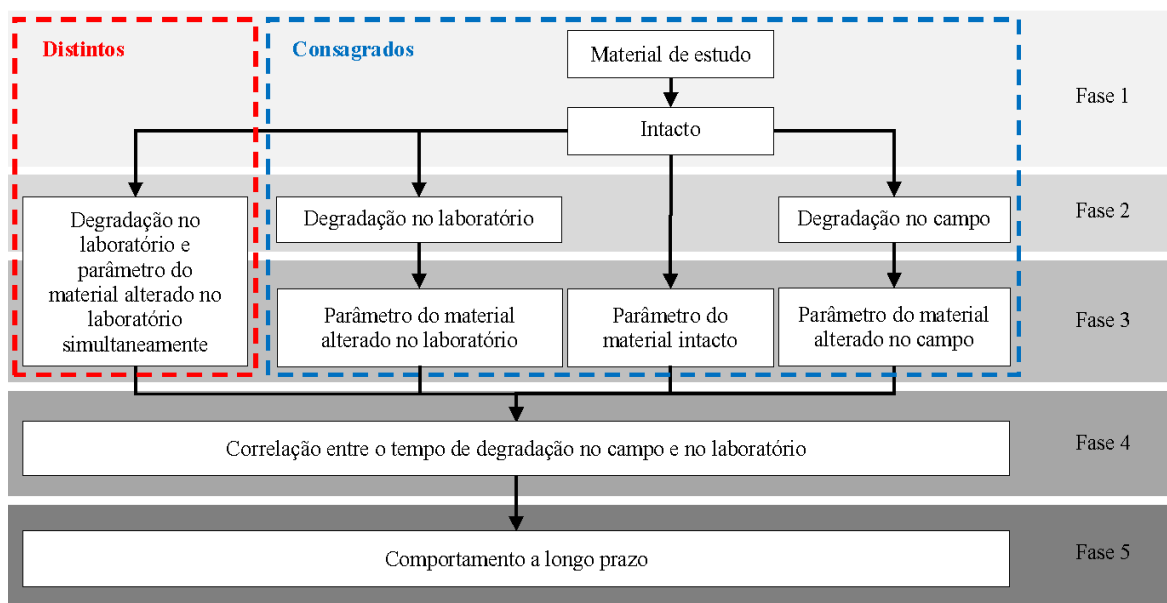 Distintos
Consagrados
Material de estudo
Fase 1
Intacto
Degradação no
laboratório e
parâmetro do
material alterado no
laboratório
simultaneamente
Degradação no laboratório
Degradação no campo
Fase 2
Parâmetro do material
alterado no laboratório
Parâmetro do
material intacto
Parâmetro do material
alterado no campo
Fase 3
Correlação entre o tempo de degradação no campo e no laboratório
Fase 4
Comportamento a longo prazo
Fase 5